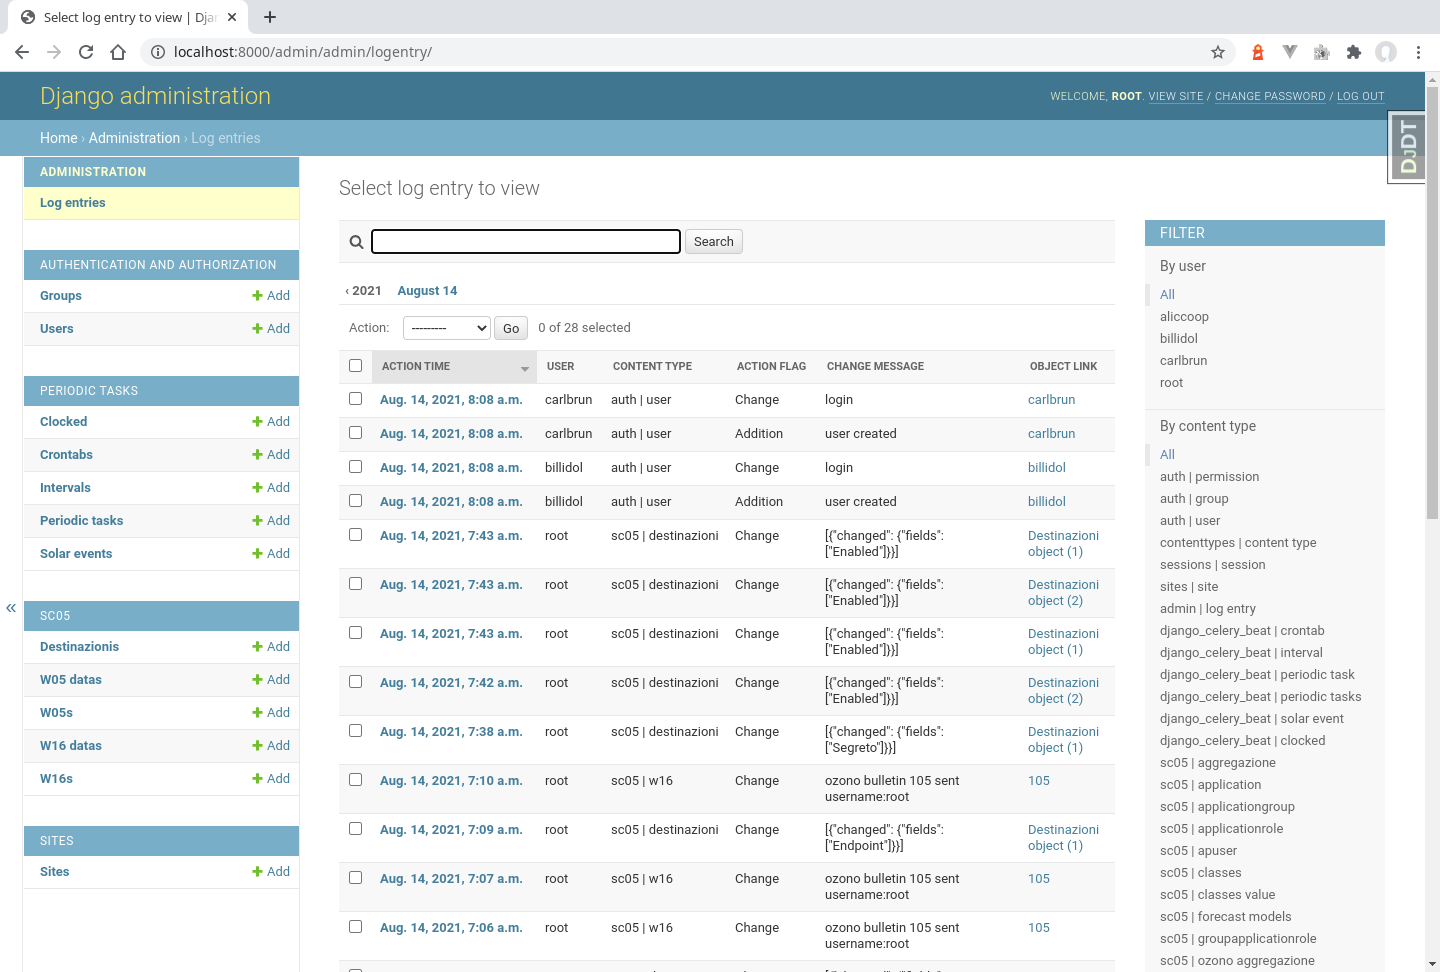 Select log entry to view | Djan
localhost:8000/admin/admin/logentry/
Django administration
WELCOME, ROOT. VIEW SITE / CHANGE PASSWORD / LOG OUT
Home › Administration › Log entries
DJDT
«
ADMINISTRATION
Log entries
AUTHENTICATION AND AUTHORIZATION
Groups Add
Users Add
PERIODIC TASKS
Clocked Add
Crontabs Add
Intervals Add
Periodic tasks Add
Solar events Add
SC05
Destinazionis Add
W05 datas Add
W05s Add
W16 datas Add
W16s Add
SITES
Sites Add
Select log entry to view
Search
‹ 2021 August 14
Action: --------- Go 0 of 28 selected
ACTION TIME USER CONTENT TYPE ACTION FLAG CHANGE MESSAGE OBJECT LINK
Aug. 14, 2021, 8:08 a.m. carlbrun auth | user Change login carlbrun
Aug. 14, 2021, 8:08 a.m. carlbrun auth | user Addition user created carlbrun
Aug. 14, 2021, 8:08 a.m. billidol auth | user Change login billidol
Aug. 14, 2021, 8:08 a.m. billidol auth | user Addition user created billidol
Aug. 14, 2021, 7:43 a.m. root sc05 | destinazioni Change [{"changed": {"fields": Destinazioni
["Enabled"]}}] object (1)
Aug. 14, 2021, 7:43 a.m. root sc05 | destinazioni Change [{"changed": {"fields": Destinazioni
["Enabled"]}}] object (2)
Aug. 14, 2021, 7:43 a.m. root sc05 | destinazioni Change [{"changed": {"fields": Destinazioni
["Enabled"]}}] object (1)
Aug. 14, 2021, 7:42 a.m. root sc05 | destinazioni Change [{"changed": {"fields": Destinazioni
["Enabled"]}}] object (2)
Aug. 14, 2021, 7:38 a.m. root sc05 | destinazioni Change [{"changed": {"fields": Destinazioni
["Segreto"]}}] object (1)
Aug. 14, 2021, 7:10 a.m. root sc05 | w16 Change ozono bulletin 105 sent 105
username:root
Aug. 14, 2021, 7:09 a.m. root sc05 | destinazioni Change [{"changed": {"fields": Destinazioni
["Endpoint"]}}] object (1)
Aug. 14, 2021, 7:07 a.m. root sc05 | w16 Change ozono bulletin 105 sent 105
username:root
Aug. 14, 2021, 7:06 a.m. root sc05 | w16 Change ozono bulletin 105 sent 105
username:root
FILTER
By user
All
aliccoop
billidol
carlbrun
root
By content type
All
auth | permission
auth | group
auth | user
contenttypes | content type
sessions | session
sites | site
admin | log entry
django_celery_beat | crontab
django_celery_beat | interval
django_celery_beat | periodic task
django_celery_beat | periodic tasks
django_celery_beat | solar event
django_celery_beat | clocked
sc05 | aggregazione
sc05 | application
sc05 | applicationgroup
sc05 | applicationrole
sc05 | apuser
sc05 | classes
sc05 | classes value
sc05 | forecast models
sc05 | groupapplicationrole
sc05 | ozono aggregazione